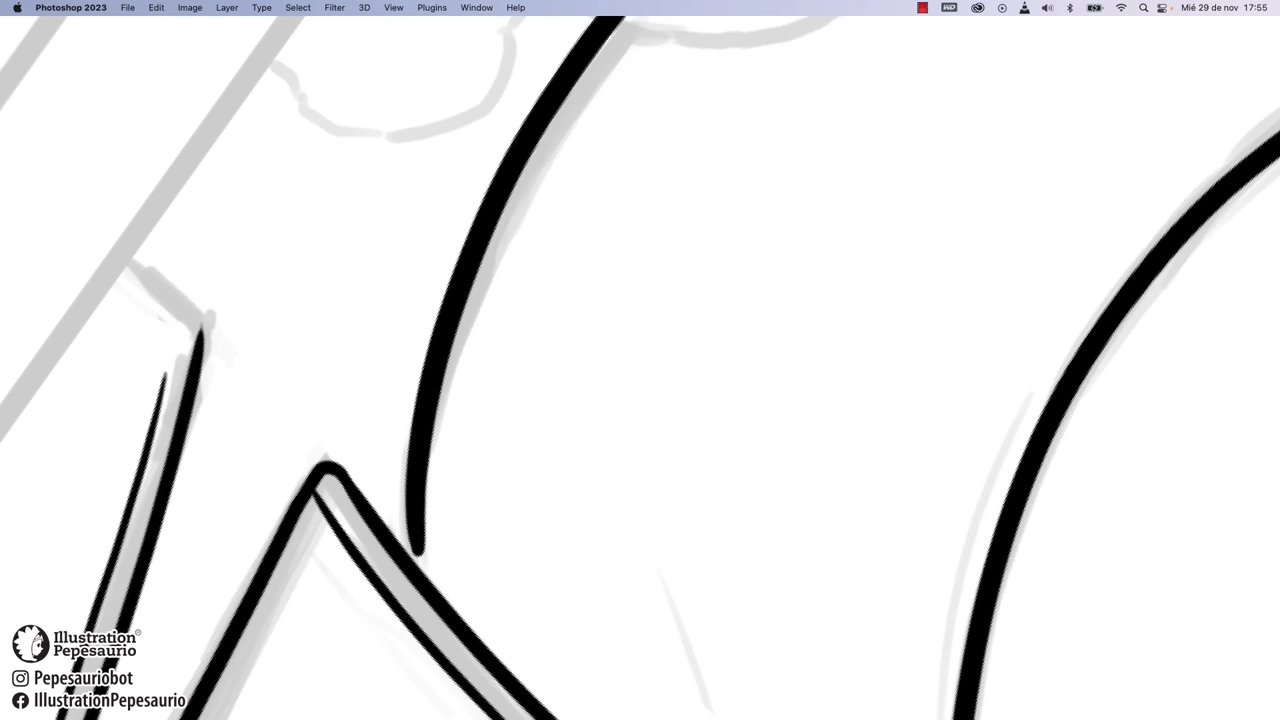 Photoshop 2023 File Edit Image Layer Type Select Filter 3D View Plugins Window Help Mié 29 de nov 17:55
Illustration®
Pepesaurio
Pepesauriobot
IllustrationPepesaurio